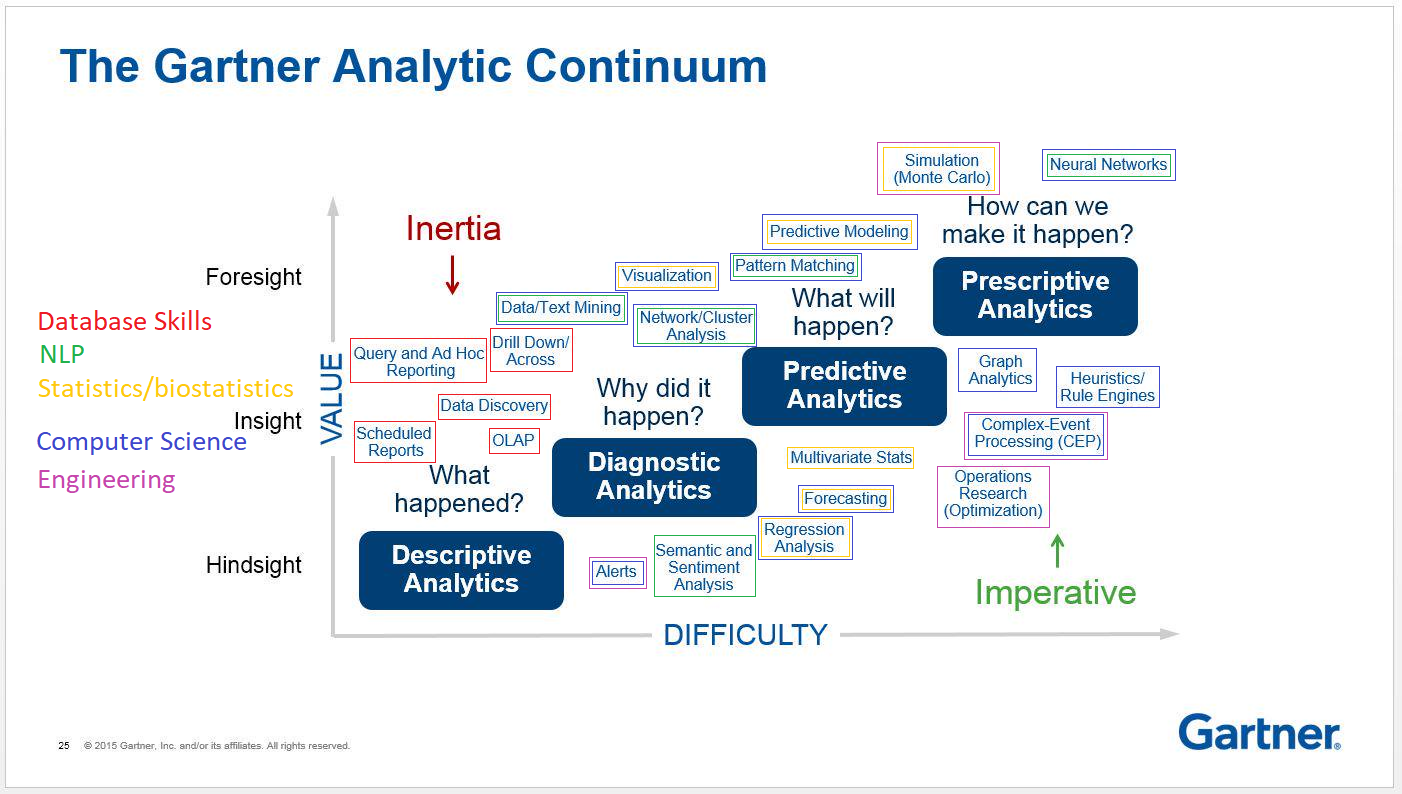 The Gartner Analytic Continuum
Simulation
(Monte Carlo)
Neural Networks
How can we
make it happen?
Inertia
Predictive Modeling
Pattern Matching
Visualization
Foresight
Prescriptive
Analytics
Data/Text Mining
Network/Cluster
Analysis
What will
happen?
Database Skills
NLP
Statistics/biostatistics
Insight
Computer Science
Engineering
VALUE
Query and Ad Hoc
Reporting
Drill Down/
Across
Predictive
Analytics
Graph
Analytics
Heuristics/
Rule Engines
Why did it
happen?
Data Discovery
Scheduled
Reports
OLAP
Complex-Event
Processing (CEP)
Diagnostic
Analytics
Multivariate Stats
What
happened?
Forecasting
Operations
Research
(Optimization)
Regression
Analysis
Hindsight
Descriptive
Analytics
Alerts
Semantic and
Sentiment
Analysis
Imperative
DIFFICULTY
25 © 2015 Gartner, Inc. and/or its affiliates. All rights reserved.
Gartner®